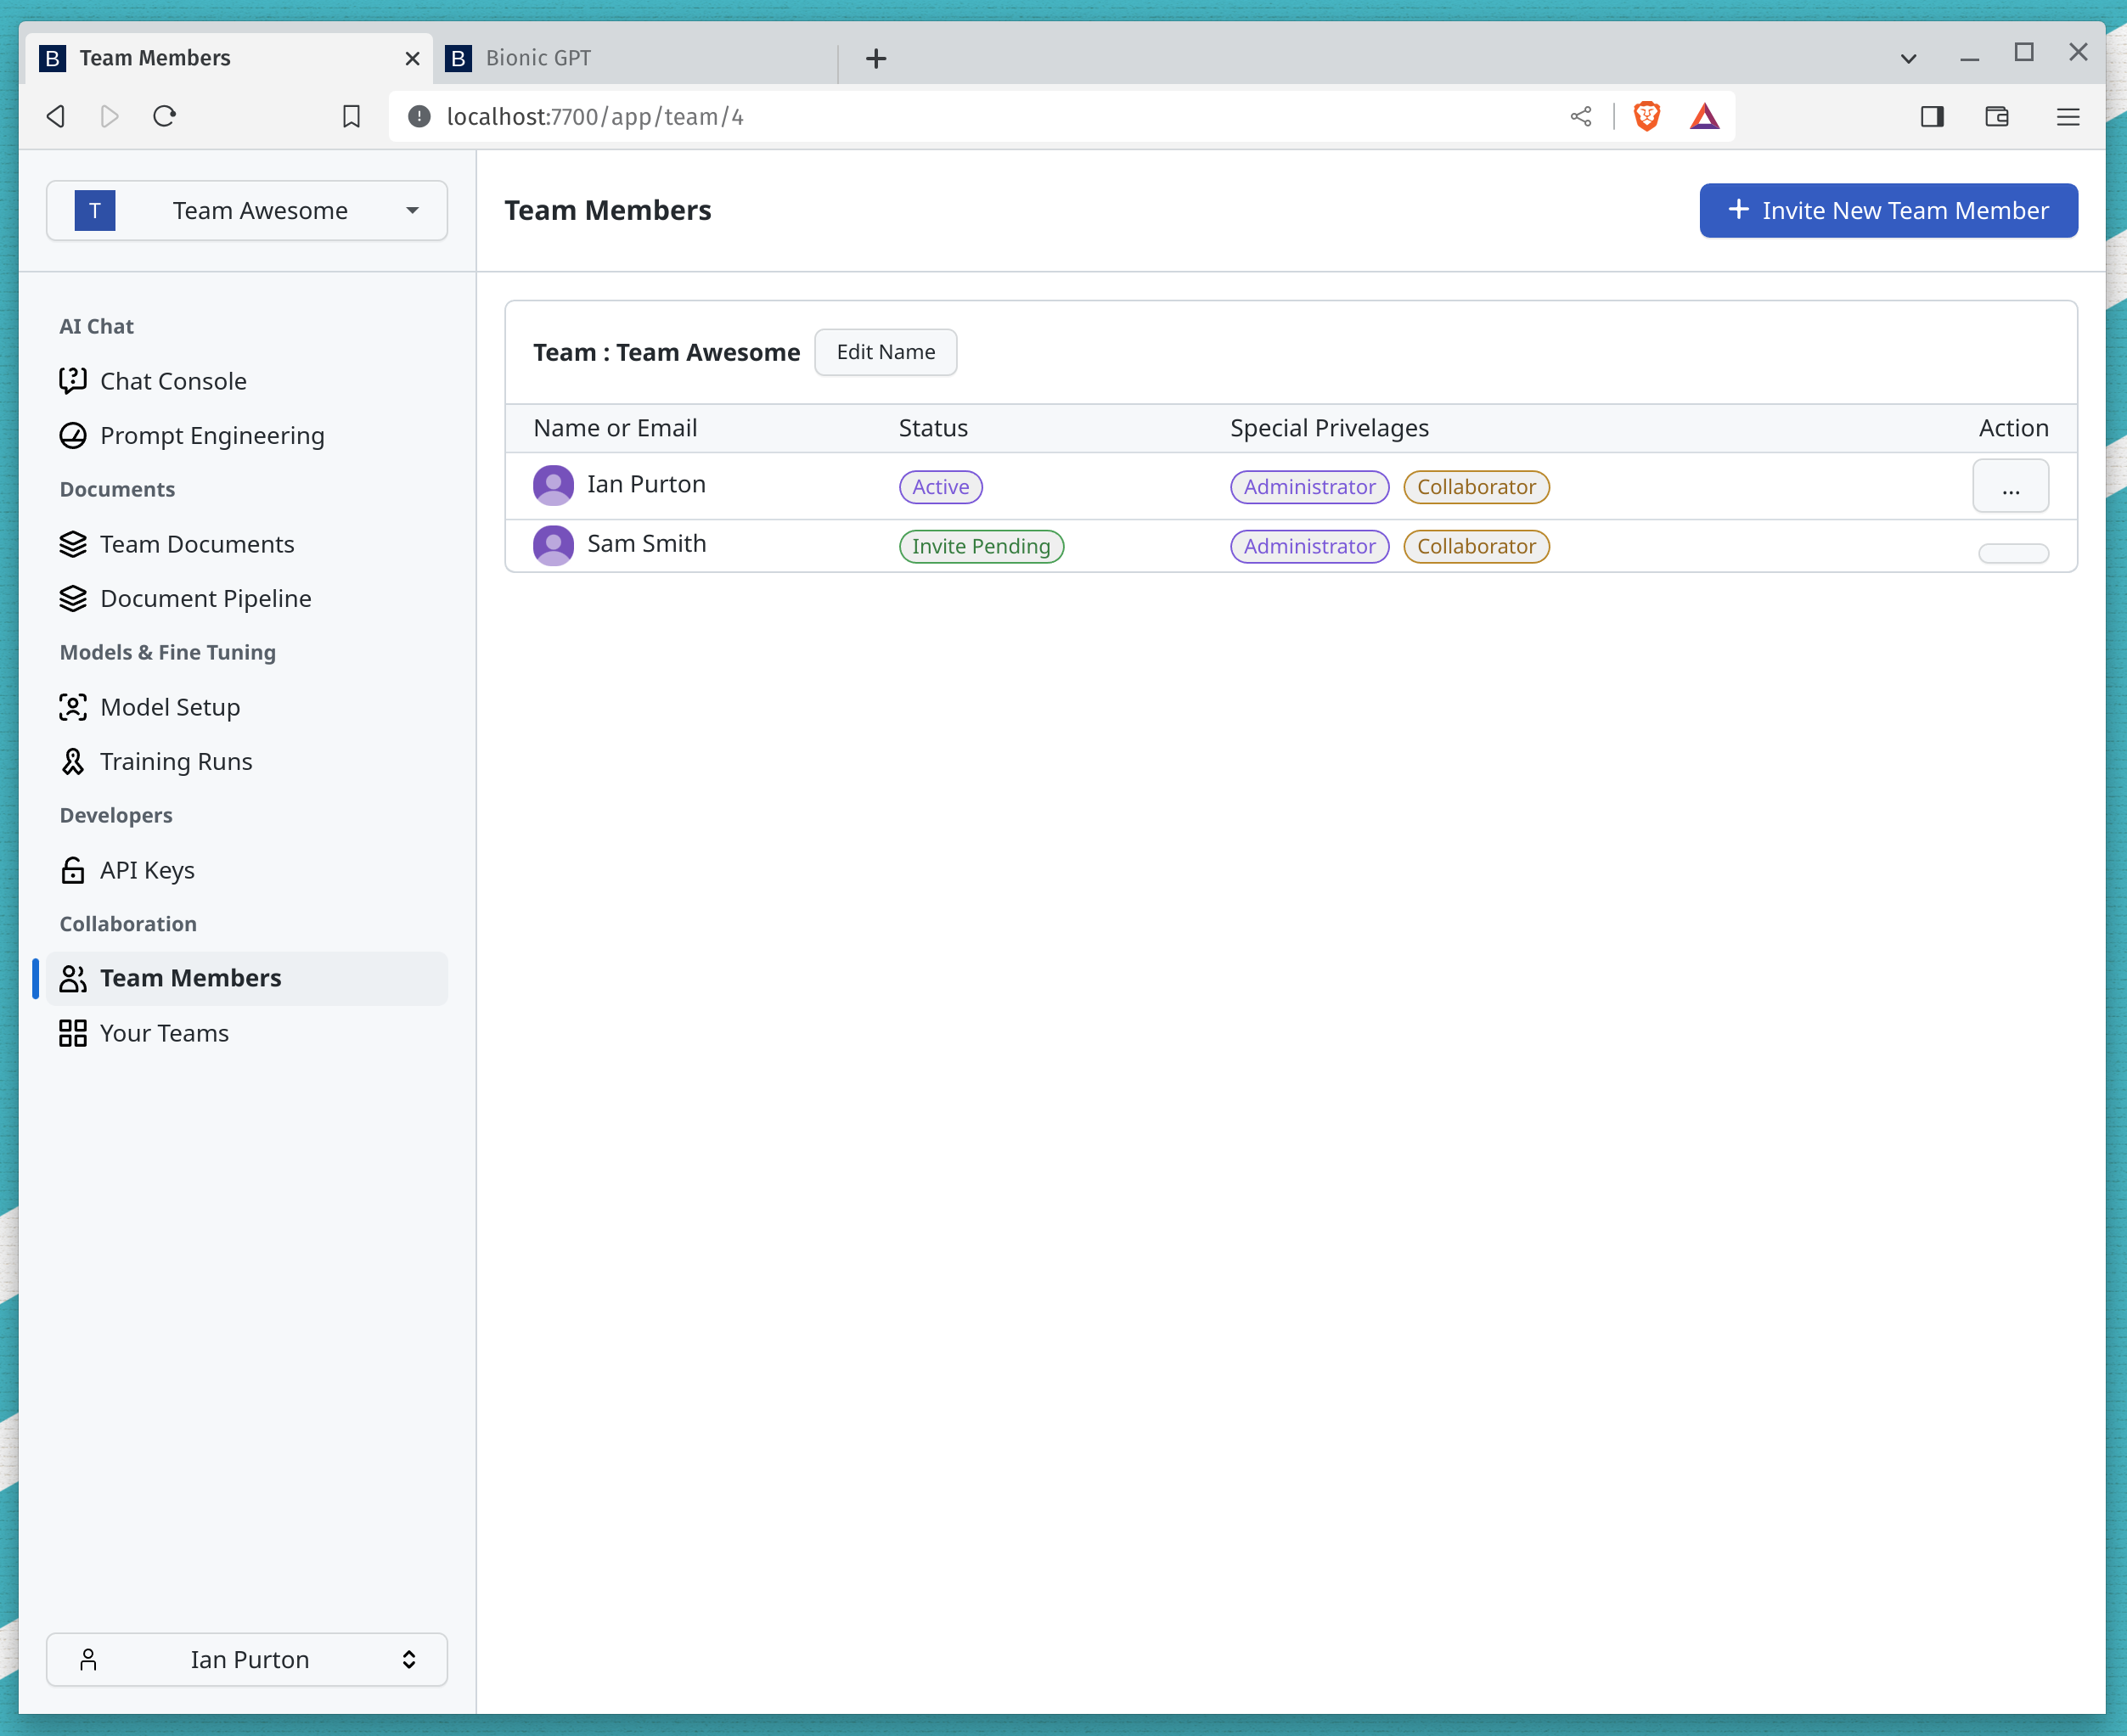 B Team Members
B Bionic GPT
localhost:7700/app/team/4
T Team Awesome
Team Members
Invite New Team Member
AI Chat
Chat Console
Prompt Engineering
Documents
Team Documents
Document Pipeline
Models & Fine Tuning
Model Setup
Training Runs
Developers
API Keys
Collaboration
Team Members
Your Teams
Ian Purton
Team : Team Awesome Edit Name
Name or Email Status Special Privelages Action
Ian Purton Active Administrator Collaborator ...
Sam Smith Invite Pending Administrator Collaborator